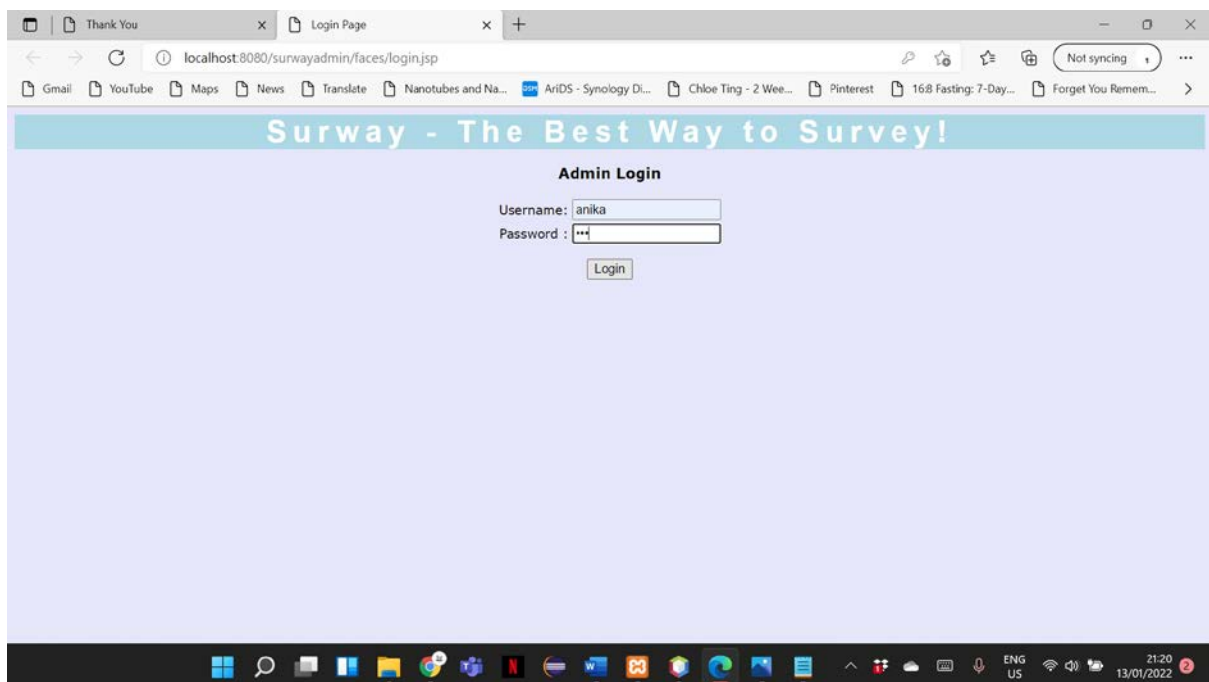 Thank You
Login Page
localhost:8080/surwayadmin/faces/login.jsp
Not syncing
Gmail YouTube Maps News Translate Nanotubes and Na... DSM AriDS - Synology Di... Chloe Ting - 2 Wee... Pinterest 16:8 Fasting: 7-Day... Forget You Remem...
Surway - The Best Way to Survey!
Admin Login
Username: anika
Password : •••
Login
ENG
US
21:20
13/01/2022
2